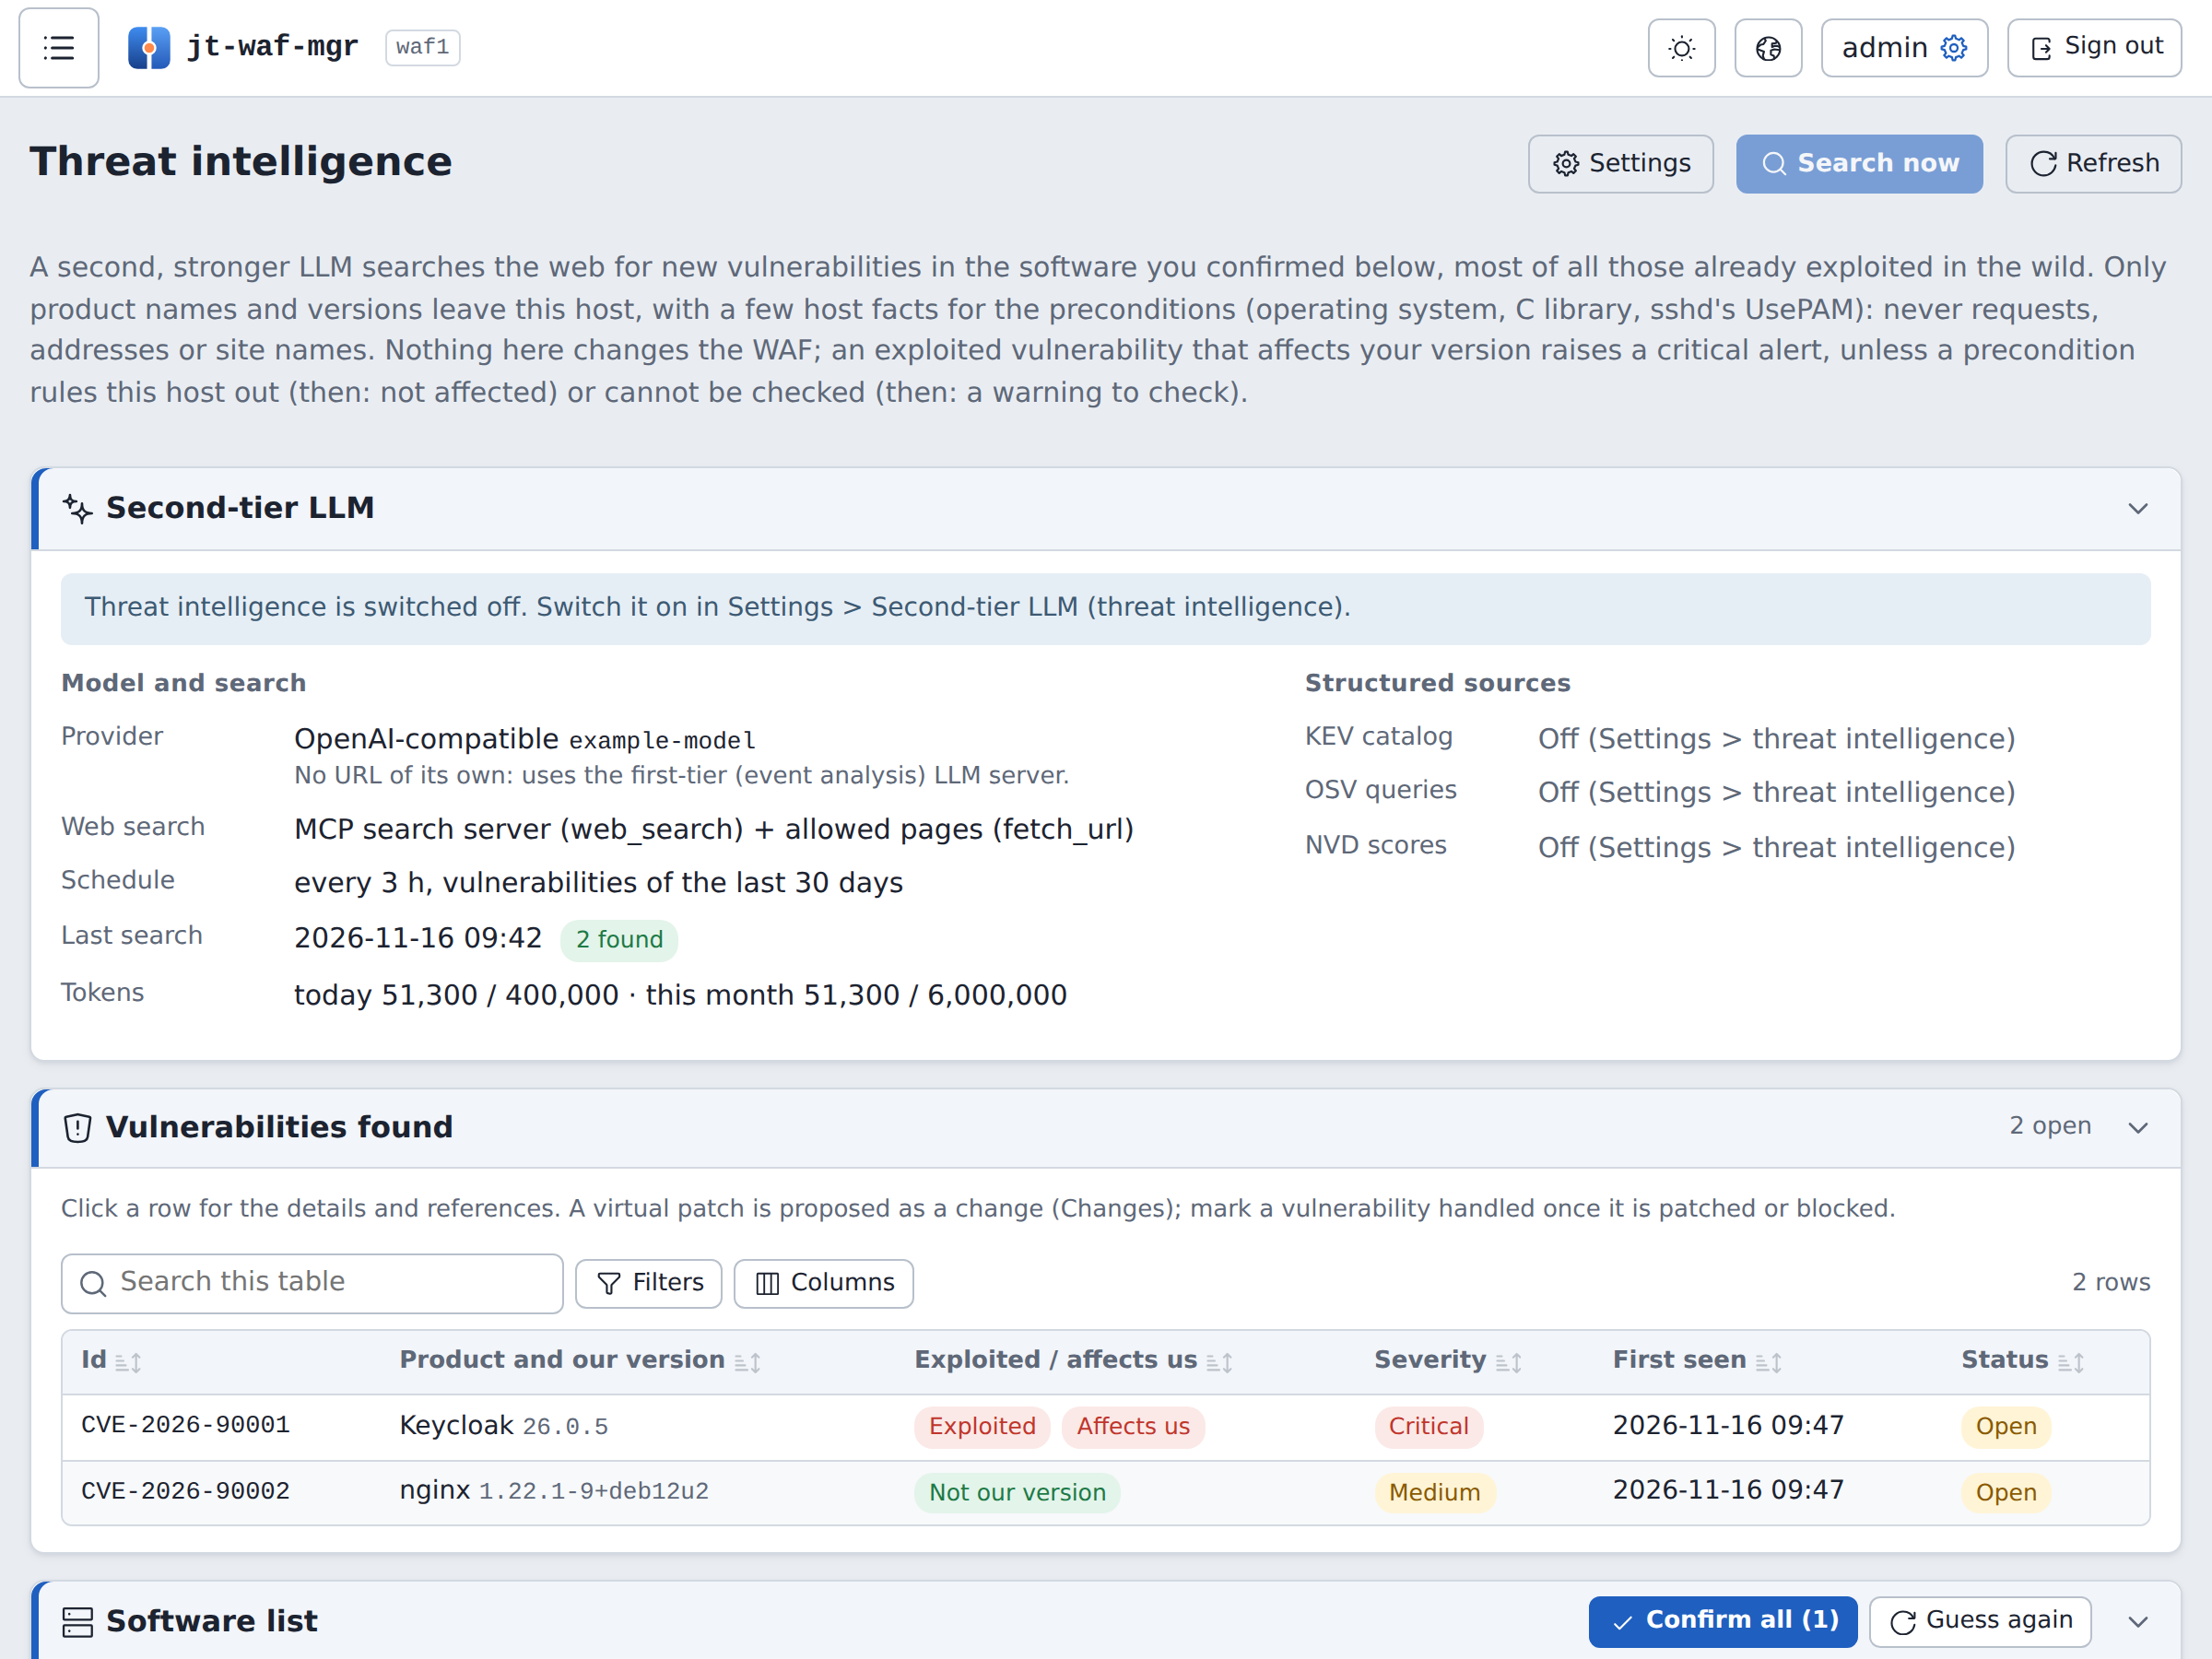 jt-waf-mgr waf1 admin Sign out
Threat intelligence Settings Search now Refresh
A second, stronger LLM searches the web for new vulnerabilities in the software you confirmed below, most of all those already exploited in the wild. Only
product names and versions leave this host, with a few host facts for the preconditions (operating system, C library, sshd's UsePAM): never requests,
addresses or site names. Nothing here changes the WAF; an exploited vulnerability that affects your version raises a critical alert, unless a precondition
rules this host out (then: not affected) or cannot be checked (then: a warning to check).
Second-tier LLM
Threat intelligence is switched off. Switch it on in Settings > Second-tier LLM (threat intelligence).
Model and search
Provider OpenAI-compatible example-model
No URL of its own: uses the first-tier (event analysis) LLM server.
Web search MCP search server (web_search) + allowed pages (fetch_url)
Schedule every 3 h, vulnerabilities of the last 30 days
Last search 2026-11-16 09:42 2 found
Tokens today 51,300 / 400,000 · this month 51,300 / 6,000,000
Structured sources
KEV catalog Off (Settings > threat intelligence)
OSV queries Off (Settings > threat intelligence)
NVD scores Off (Settings > threat intelligence)
Vulnerabilities found 2 open
Click a row for the details and references. A virtual patch is proposed as a change (Changes); mark a vulnerability handled once it is patched or blocked.
Search this table Filters Columns 2 rows
Id Product and our version Exploited / affects us Severity First seen Status
CVE-2026-90001 Keycloak 26.0.5 Exploited Affects us Critical 2026-11-16 09:47 Open
CVE-2026-90002 nginx 1.22.1-9+deb12u2 Not our version Medium 2026-11-16 09:47 Open
Software list Confirm all (1) Guess again